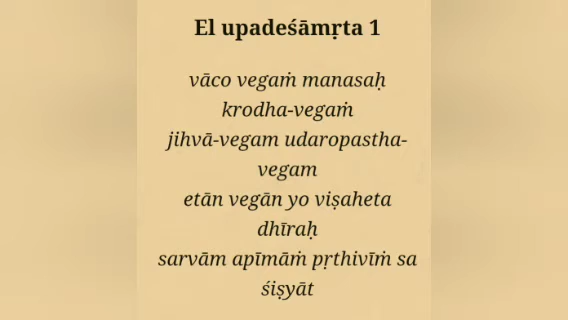 El upadeśāmṛta 1
vāco vegaṁ manasaḥ
krodha-vegaṁ
jihvā-vegam udaropastha-
vegam
etān vegān yo viṣaheta
dhīraḥ
sarvām apīmāṁ pṛthivīṁ sa
śiṣyāt